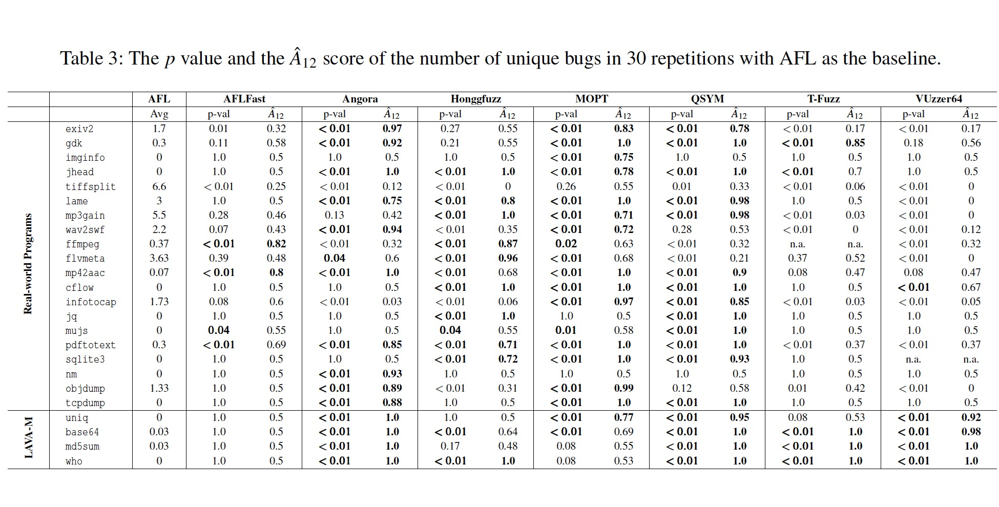 Table 3: The p value and the Â12 score of the number of unique bugs in 30 repetitions with AFL as the baseline.
AFL AFLFast Angora Honggfuzz MOPT QSYM T-Fuzz VUzzer64
Avg p-val Â12 p-val Â12 p-val Â12 p-val Â12 p-val Â12 p-val Â12 p-val Â12
Real-world Programs
exiv2 1.7 0.01 0.32 < 0.01 0.97 0.27 0.55 < 0.01 0.83 < 0.01 0.78 < 0.01 0.17 < 0.01 0.17
gdk 0.3 0.11 0.58 < 0.01 0.92 0.21 0.55 < 0.01 1.0 < 0.01 1.0 < 0.01 0.85 0.18 0.56
imginfo 0 1.0 0.5 1.0 0.5 1.0 0.5 < 0.01 0.75 1.0 0.5 1.0 0.5 1.0 0.5
jhead 0 1.0 0.5 < 0.01 1.0 < 0.01 1.0 < 0.01 0.78 < 0.01 1.0 < 0.01 0.7 1.0 0.5
tiffsplit 6.6 < 0.01 0.25 < 0.01 0.12 < 0.01 0 0.26 0.55 0.01 0.33 < 0.01 0.06 < 0.01 0
lame 3 1.0 0.5 < 0.01 0.75 < 0.01 0.8 < 0.01 1.0 < 0.01 0.98 1.0 0.5 < 0.01 0
mp3gain 5.5 0.28 0.46 0.13 0.42 < 0.01 1.0 < 0.01 0.71 < 0.01 0.98 < 0.01 0.03 < 0.01 0
wav2swf 2.2 0.07 0.43 < 0.01 0.94 < 0.01 0.35 < 0.01 0.72 0.28 0.53 < 0.01 0 < 0.01 0.12
ffmpeg 0.37 < 0.01 0.82 < 0.01 0.32 < 0.01 0.87 0.02 0.63 < 0.01 0.32 n.a. n.a. < 0.01 0.32
flvmeta 3.63 0.39 0.48 0.04 0.6 < 0.01 0.96 < 0.01 0.68 < 0.01 0.21 0.37 0.52 < 0.01 0
mp42aac 0.07 < 0.01 0.8 < 0.01 1.0 < 0.01 0.68 < 0.01 1.0 < 0.01 0.9 0.08 0.47 0.08 0.47
cflow 0 1.0 0.5 1.0 0.5 < 0.01 1.0 < 0.01 1.0 < 0.01 1.0 1.0 0.5 < 0.01 0.67
infotocap 1.73 0.08 0.6 < 0.01 0.03 < 0.01 0.06 < 0.01 0.97 < 0.01 0.85 < 0.01 0.03 < 0.01 0.05
jq 0 1.0 0.5 1.0 0.5 < 0.01 1.0 1.0 0.5 < 0.01 1.0 1.0 0.5 1.0 0.5
mujs 0 0.04 0.55 1.0 0.5 0.04 0.55 0.01 0.58 < 0.01 1.0 1.0 0.5 1.0 0.5
pdftotext 0.3 < 0.01 0.69 < 0.01 0.85 < 0.01 0.71 < 0.01 1.0 < 0.01 1.0 < 0.01 0.37 < 0.01 0.37
sqlite3 0 1.0 0.5 1.0 0.5 < 0.01 0.72 < 0.01 1.0 < 0.01 0.93 1.0 0.5 n.a. n.a.
nm 0 1.0 0.5 < 0.01 0.93 1.0 0.5 1.0 0.5 1.0 0.5 1.0 0.5 1.0 0.5
objdump 1.33 1.0 0.5 < 0.01 0.89 < 0.01 0.31 < 0.01 0.99 0.12 0.58 0.01 0.42 < 0.01 0
tcpdump 0 1.0 0.5 < 0.01 0.88 1.0 0.5 < 0.01 1.0 < 0.01 1.0 1.0 0.5 1.0 0.5
LAVA-M
uniq 0 1.0 0.5 < 0.01 1.0 1.0 0.5 < 0.01 0.77 < 0.01 0.95 0.08 0.53 < 0.01 0.92
base64 0.03 1.0 0.5 < 0.01 1.0 < 0.01 0.64 < 0.01 0.69 < 0.01 1.0 < 0.01 1.0 < 0.01 0.98
md5sum 0.03 1.0 0.5 < 0.01 1.0 0.17 0.48 0.08 0.55 < 0.01 1.0 < 0.01 1.0 < 0.01 1.0
who 0 1.0 0.5 < 0.01 1.0 < 0.01 1.0 0.08 0.53 < 0.01 1.0 < 0.01 1.0 < 0.01 1.0